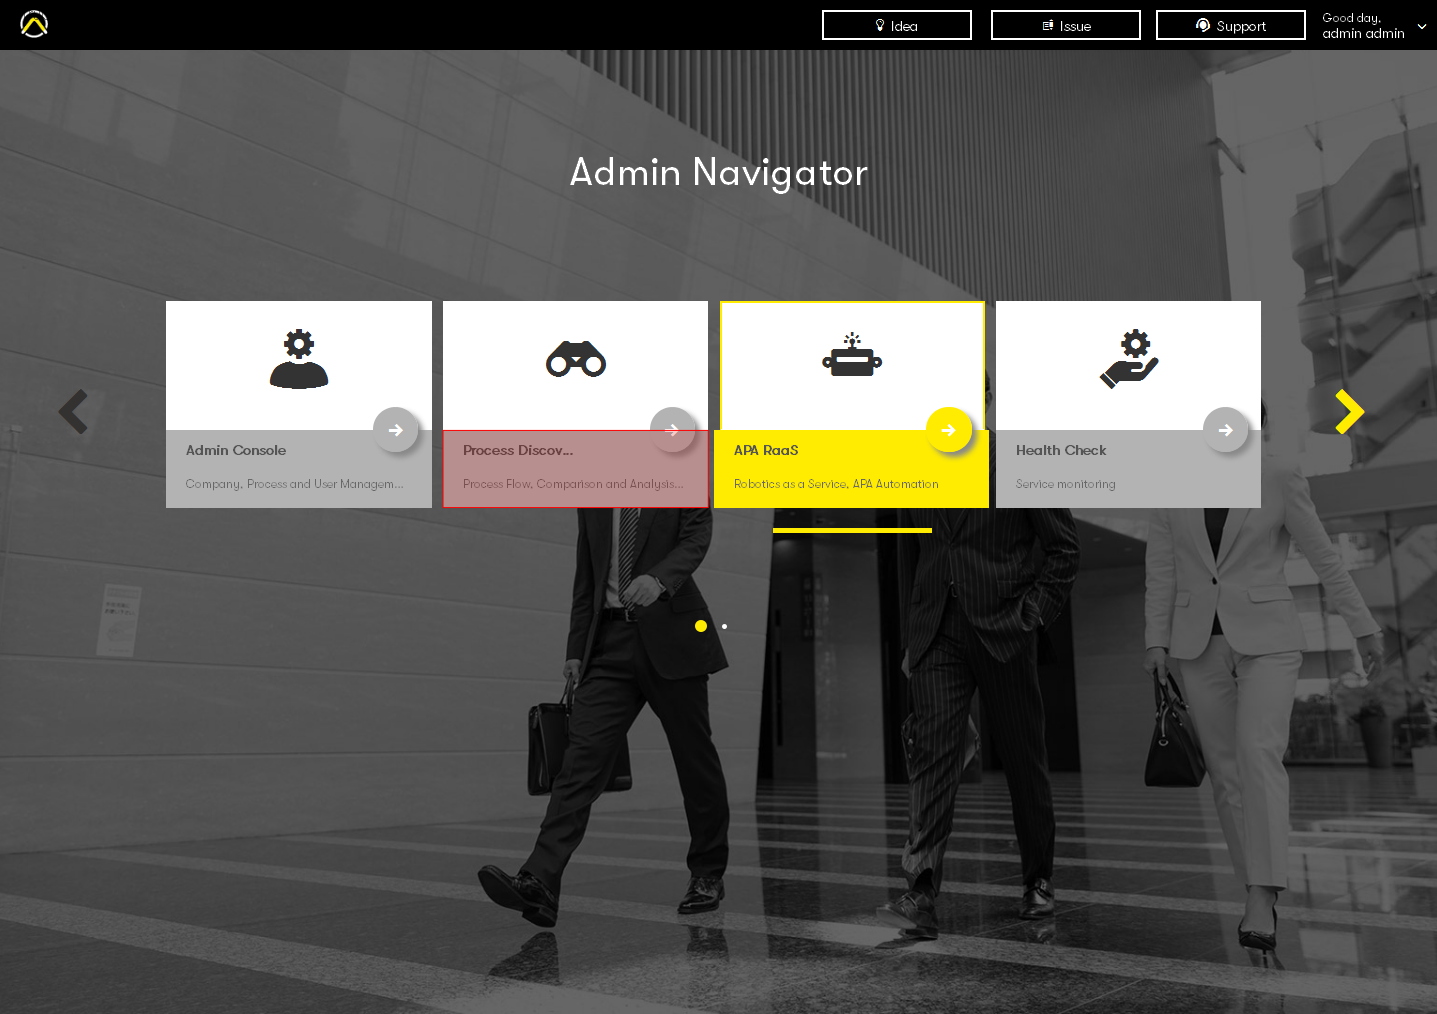 Idea
Issue
Support
Good day,
admin admin
Admin Navigator
Admin Console
Company, Process and User Managem...
Process Discov...
Process Flow, Comparison and Analysis...
APA RaaS
Robotics as a Service, APA Automation
Health Check
Service monitoring